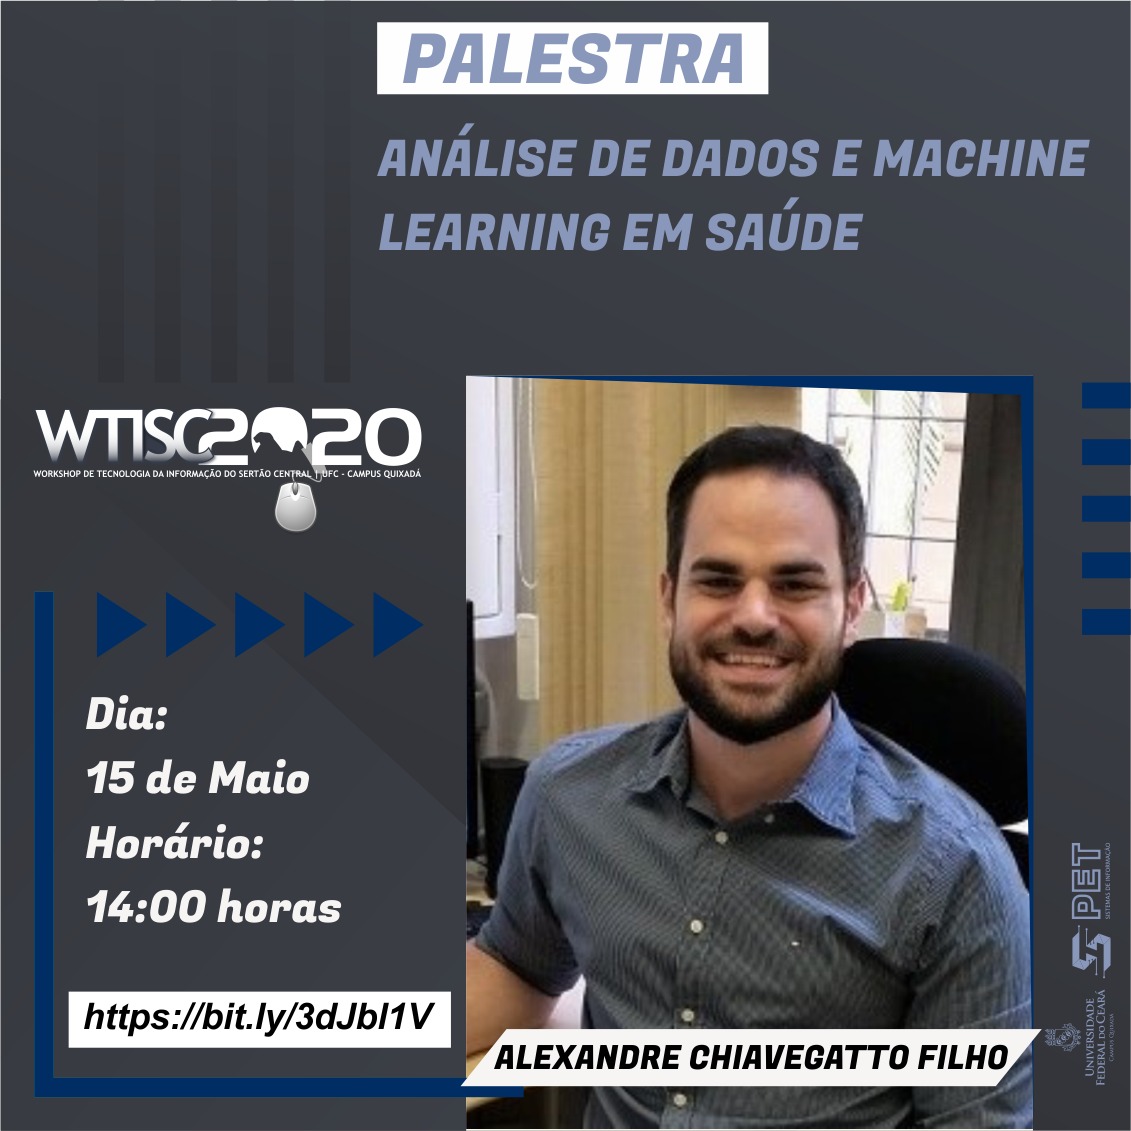 PALESTRA
ANÁLISE DE DADOS E MACHINE
LEARNING EM SAÚDE
WTISC2020
WORKSHOP DE TECNOLOGIA DA INFORMAÇÃO DO SERTÃO CENTRAL | UFC - CAMPUS QUIXADÁ
Dia:
15 de Maio
Horário:
14:00 horas
https://bit.ly/3dJbl1V
ALEXANDRE CHIAVEGATTO FILHO
PET
SISTEMAS DE INFORMAÇÃO
UNIVERSIDADE
FEDERAL DO CEARÁ
CAMPUS QUIXADÁ